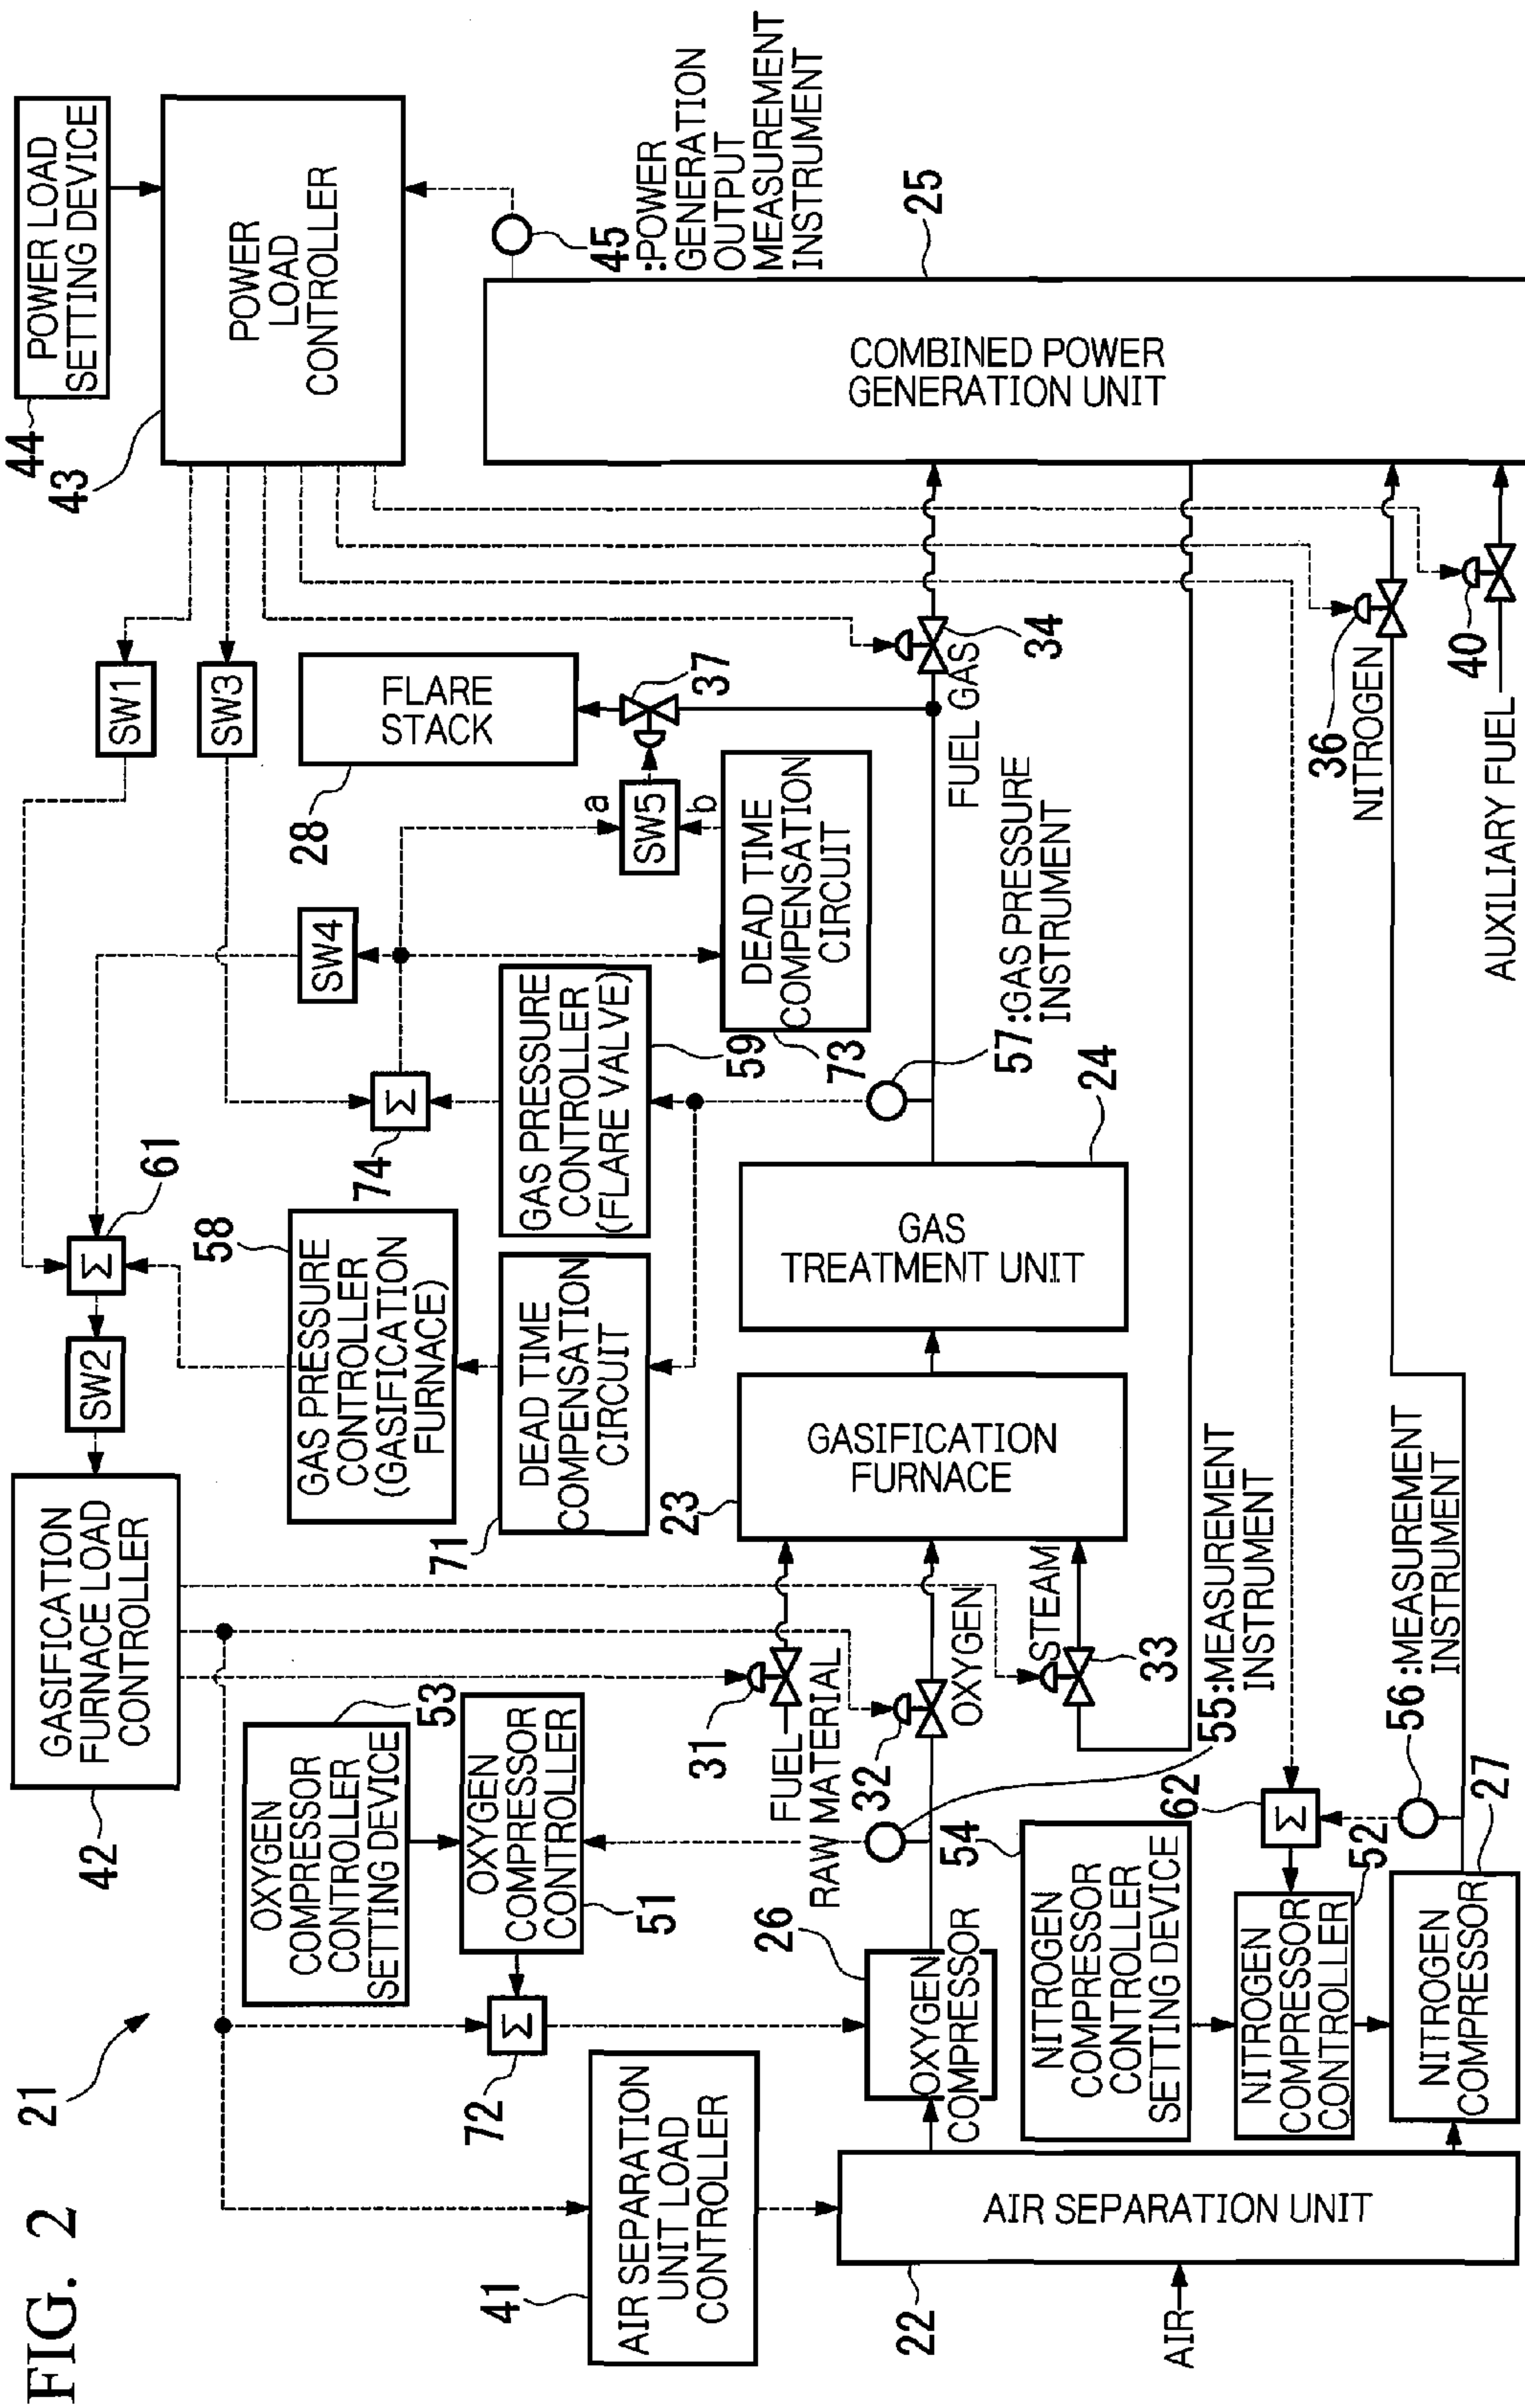 FIG. 2
21
44
POWER LOAD
SETTING DEVICE
43
POWER
LOAD
CONTROLLER
45
:POWER
GENERATION
OUTPUT
MEASUREMENT
INSTRUMENT
25
COMBINED POWER
GENERATION UNIT
SW1
SW3
FLARE
STACK
28
37
34
FUEL GAS
36
NITROGEN
40
AUXILIARY FUEL
a
SW5
b
SW4
DEAD TIME
COMPENSATION
CIRCUIT
73
57:GAS PRESSURE
INSTRUMENT
GAS PRESSURE
CONTROLLER
(FLARE VALVE)
59
Σ
74
Σ
61
SW2
58
GAS PRESSURE
CONTROLLER
(GASIFICATION
FURNACE)
DEAD TIME
COMPENSATION
CIRCUIT
71
GAS
TREATMENT UNIT
24
GASIFICATION
FURNACE
23
GASIFICATION
FURNACE LOAD
CONTROLLER
42
OXYGEN
COMPRESSOR
CONTROLLER
SETTING DEVICE
53
OXYGEN
COMPRESSOR
CONTROLLER
51
31
FUEL
RAW MATERIAL
32
OXYGEN
STEAM
33
55:MEASUREMENT
INSTRUMENT
56:MEASUREMENT
INSTRUMENT
Σ
72
26
OXYGEN
COMPRESSOR
54
NITROGEN
COMPRESSOR
CONTROLLER
SETTING DEVICE
62
Σ
52
NITROGEN
COMPRESSOR
CONTROLLER
27
NITROGEN
COMPRESSOR
AIR SEPARATION
UNIT LOAD
CONTROLLER
41
AIR SEPARATION UNIT
22
AIR